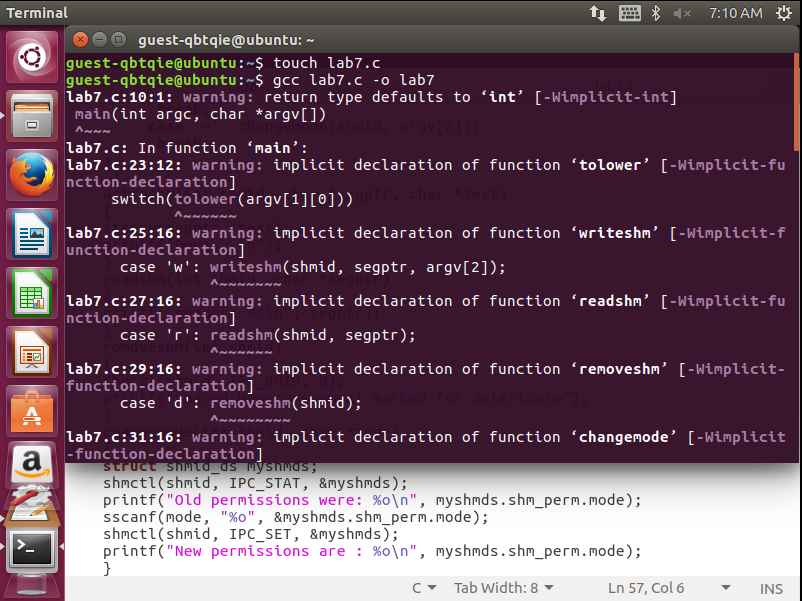 Terminal
7:10 AM
guest-qbtqie@ubuntu: ~
guest-qbtqie@ubuntu:~$ touch lab7.c
guest-qbtqie@ubuntu:~$ gcc lab7.c -o lab7
lab7.c:10:1: warning: return type defaults to ‘int’ [-Wimplicit-int]
 main(int argc, char *argv[])
 ^~~~
lab7.c: In function ‘main’:
lab7.c:23:12: warning: implicit declaration of function ‘tolower’ [-Wimplicit-fu
nction-declaration]
     switch(tolower(argv[1][0]))
            ^~~~~~~
lab7.c:25:16: warning: implicit declaration of function ‘writeshm’ [-Wimplicit-f
unction-declaration]
      case 'w': writeshm(shmid, segptr, argv[2]);
                ^~~~~~~~
lab7.c:27:16: warning: implicit declaration of function ‘readshm’ [-Wimplicit-fu
nction-declaration]
      case 'r': readshm(shmid, segptr);
                ^~~~~~~
lab7.c:29:16: warning: implicit declaration of function ‘removeshm’ [-Wimplicit-
function-declaration]
      case 'd': removeshm(shmid);
                ^~~~~~~~~
lab7.c:31:16: warning: implicit declaration of function ‘changemode’ [-Wimplicit
-function-declaration]
struct shmid_ds myshmds;
shmctl(shmid, IPC_STAT, &myshmds);
printf("Old permissions were: %o\n", myshmds.shm_perm.mode);
sscanf(mode, "%o", &myshmds.shm_perm.mode);
shmctl(shmid, IPC_SET, &myshmds);
printf("New permissions are : %o\n", myshmds.shm_perm.mode);
}
C Tab Width: 8 Ln 57, Col 6 INS